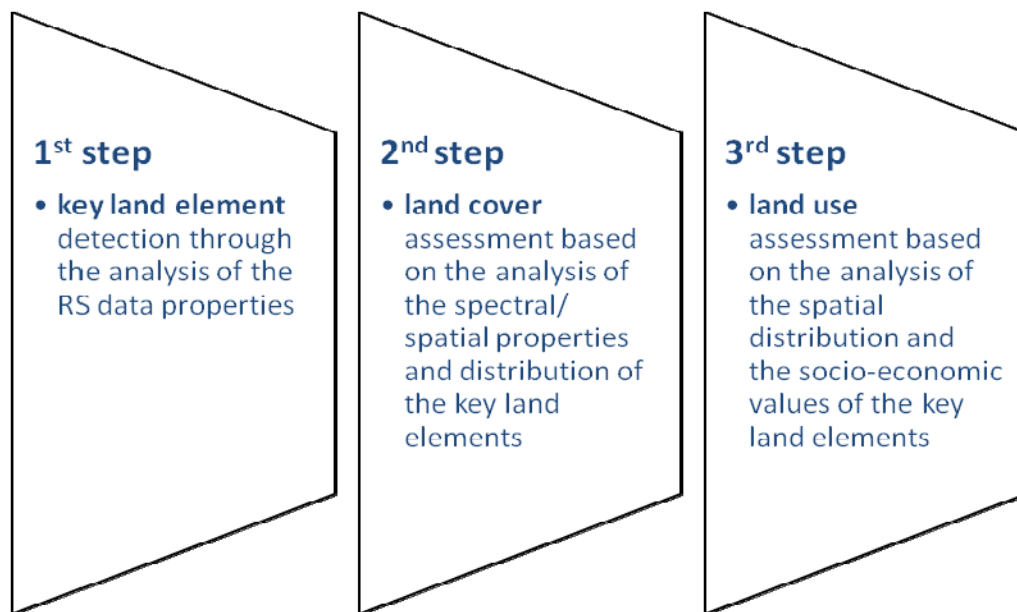 1st step
• key land element
detection through
the analysis of the
RS data properties
2nd step
• land cover
assessment based
on the analysis of
the spectral/
spatial properties
and distribution of
the key land
elements
3rd step
• land use
assessment based
on the analysis of
the spatial
distribution and
the socio-economic
values of the key
land elements